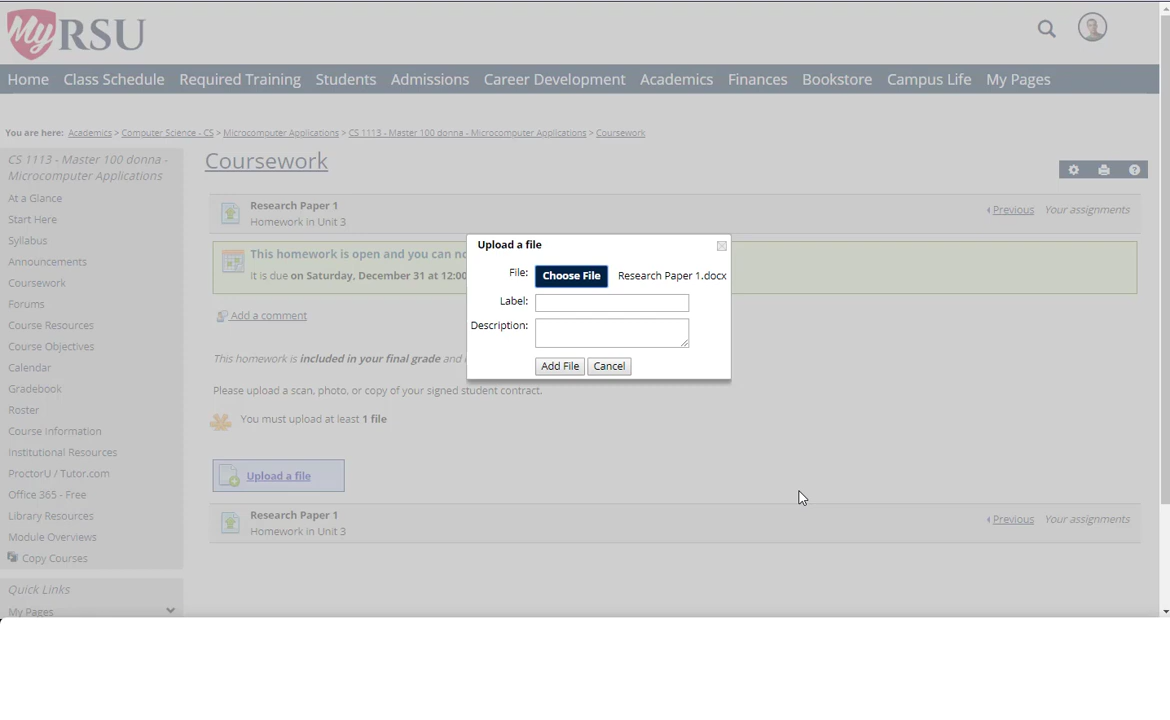 My RSU
Home Class Schedule Required Training Students Admissions Career Development Academics Finances Bookstore Campus Life My Pages
You are here: Academics > Computer Science - CS > Microcomputer Applications > CS 1113 - Master 100 donna - Microcomputer Applications > Coursework
CS 1113 - Master 100 donna -
Microcomputer Applications
At a Glance
Start Here
Syllabus
Announcements
Coursework
Forums
Course Resources
Course Objectives
Calendar
Gradebook
Roster
Course Information
Institutional Resources
ProctorU / Tutor.com
Office 365 - Free
Library Resources
Module Overviews
Copy Courses
Quick Links
My Pages
Coursework
Research Paper 1
Homework in Unit 3
Previous Your assignments
This homework is open and you can
It is due on Saturday, December 31 at 12:00
Add a comment
This homework is included in your final grade and
Please upload a scan, photo, or copy of your signed student contract.
You must upload at least 1 file
Upload a file
Research Paper 1
Homework in Unit 3
Previous Your assignments
Upload a file
File: Choose File Research Paper 1.docx
Label:
Description:
Add File Cancel